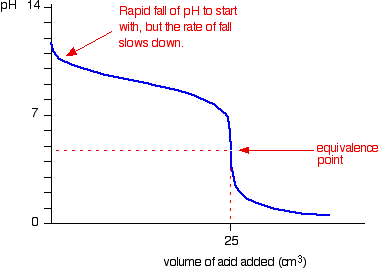 pH
14
Rapid fall of pH to start
with, but the rate of fall
slows down.
7
equivalence
point
0
25
volume of acid added (cm³)